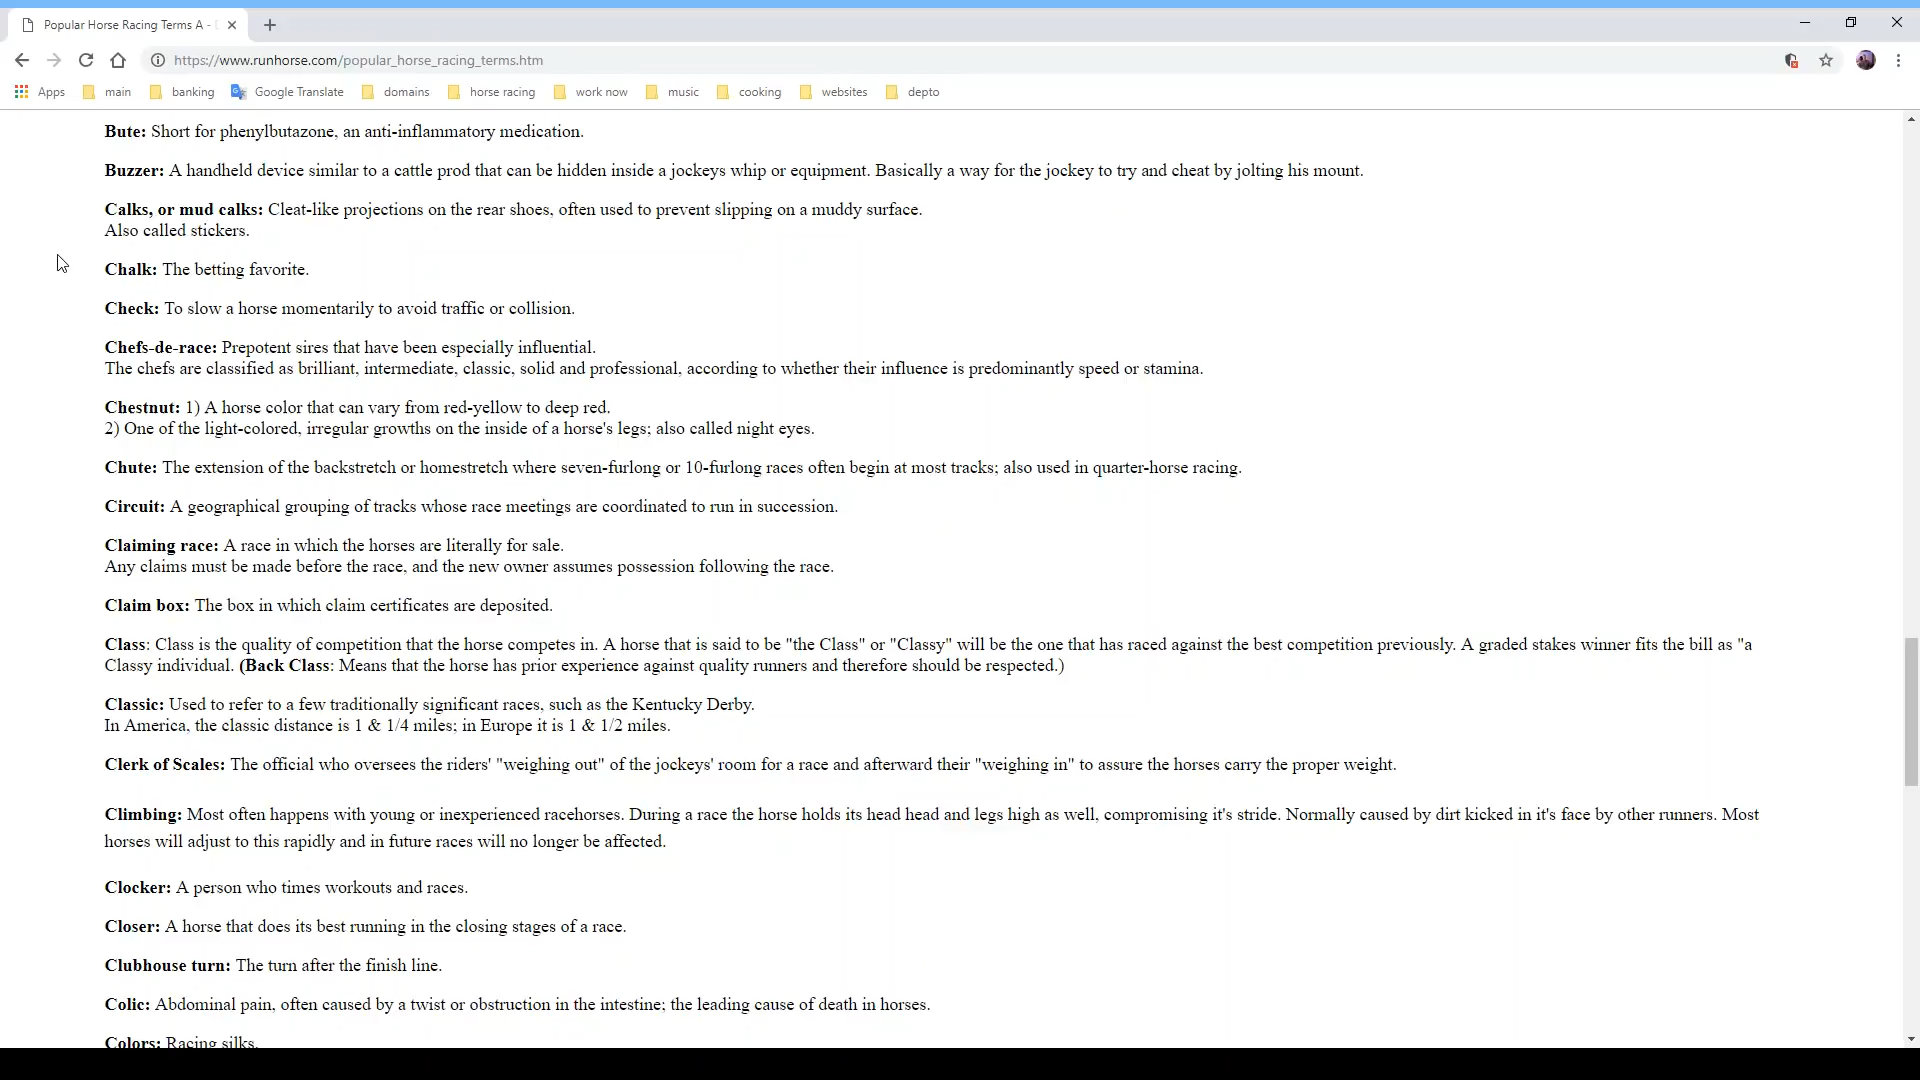 Popular Horse Racing Terms A -
https://www.runhorse.com/popular_horse_racing_terms.htm
Apps main banking Google Translate domains horse racing work now music cooking websites depto
Bute: Short for phenylbutazone, an anti-inflammatory medication.
Buzzer: A handheld device similar to a cattle prod that can be hidden inside a jockeys whip or equipment. Basically a way for the jockey to try and cheat by jolting his mount.
Calks, or mud calks: Cleat-like projections on the rear shoes, often used to prevent slipping on a muddy surface.
Also called stickers.
Chalk: The betting favorite.
Check: To slow a horse momentarily to avoid traffic or collision.
Chefs-de-race: Prepotent sires that have been especially influential.
The chefs are classified as brilliant, intermediate, classic, solid and professional, according to whether their influence is predominantly speed or stamina.
Chestnut: 1) A horse color that can vary from red-yellow to deep red.
2) One of the light-colored, irregular growths on the inside of a horse's legs; also called night eyes.
Chute: The extension of the backstretch or homestretch where seven-furlong or 10-furlong races often begin at most tracks; also used in quarter-horse racing.
Circuit: A geographical grouping of tracks whose race meetings are coordinated to run in succession.
Claiming race: A race in which the horses are literally for sale.
Any claims must be made before the race, and the new owner assumes possession following the race.
Claim box: The box in which claim certificates are deposited.
Class: Class is the quality of competition that the horse competes in. A horse that is said to be "the Class" or "Classy" will be the one that has raced against the best competition previously. A graded stakes winner fits the bill as "a
Classy individual. (Back Class: Means that the horse has prior experience against quality runners and therefore should be respected.)
Classic: Used to refer to a few traditionally significant races, such as the Kentucky Derby.
In America, the classic distance is 1 & 1/4 miles; in Europe it is 1 & 1/2 miles.
Clerk of Scales: The official who oversees the riders' "weighing out" of the jockeys' room for a race and afterward their "weighing in" to assure the horses carry the proper weight.
Climbing: Most often happens with young or inexperienced racehorses. During a race the horse holds its head head and legs high as well, compromising it's stride. Normally caused by dirt kicked in it's face by other runners. Most
horses will adjust to this rapidly and in future races will no longer be affected.
Clocker: A person who times workouts and races.
Closer: A horse that does its best running in the closing stages of a race.
Clubhouse turn: The turn after the finish line.
Colic: Abdominal pain, often caused by a twist or obstruction in the intestine; the leading cause of death in horses.
Colors: Racing silks.